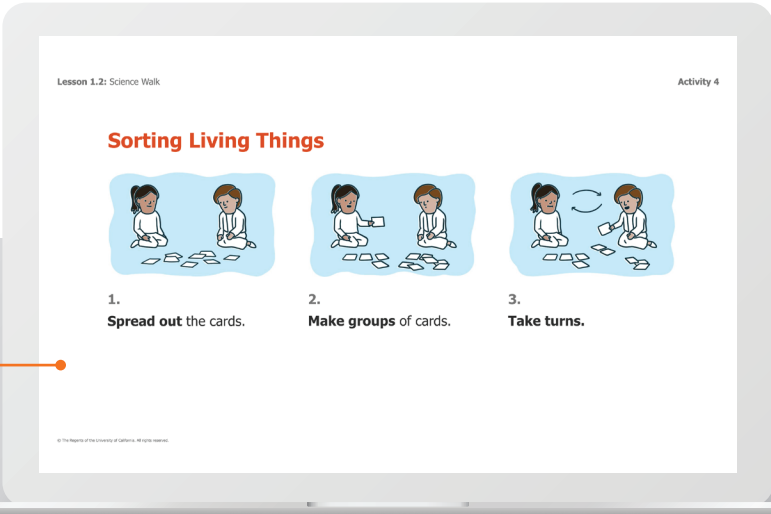 Lesson 1.2: Science Walk
Activity 4
Sorting Living Things
1.
Spread out the cards.
2.
Make groups of cards.
3.
Take turns.
© The Regents of the University of California. All rights reserved.